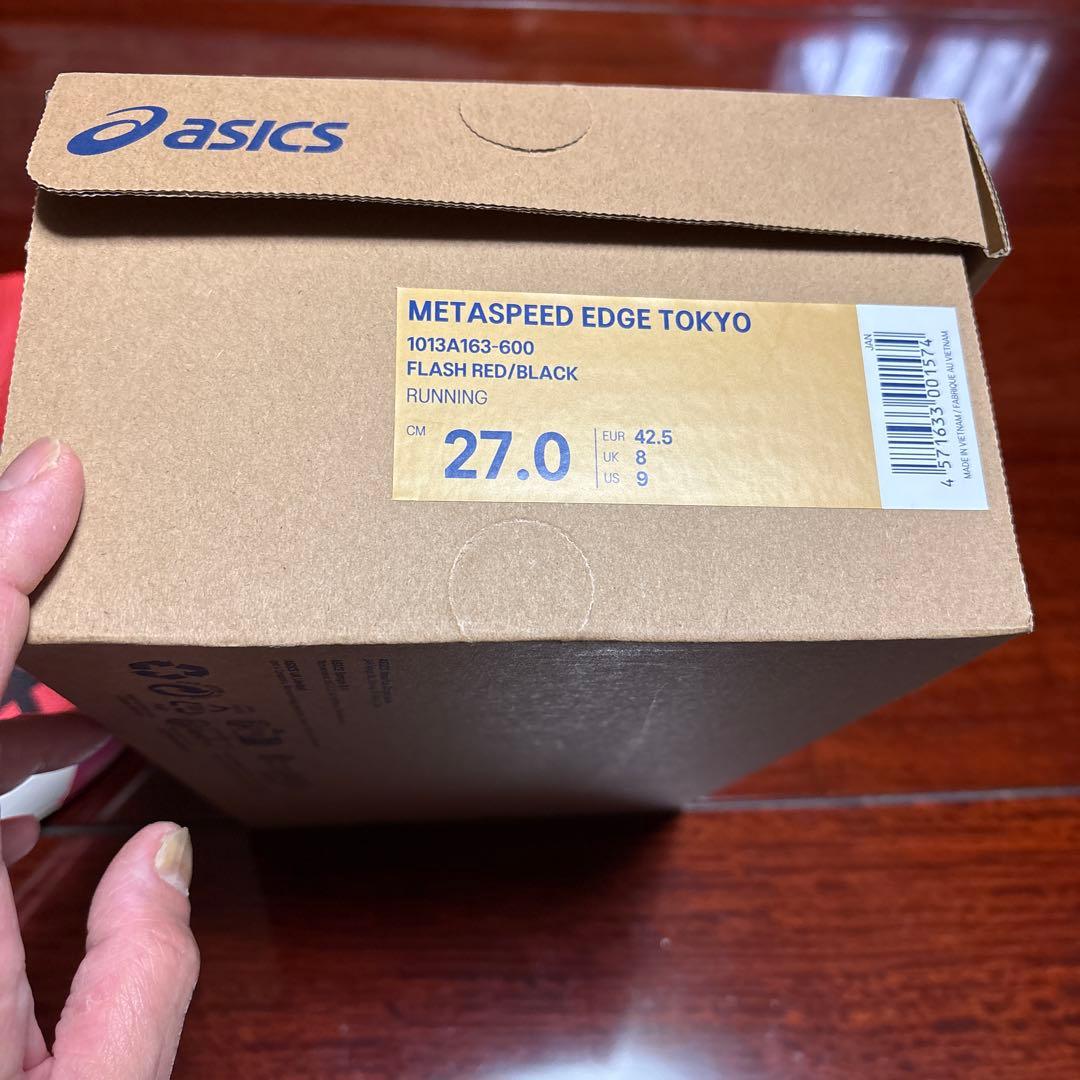 asics
METASPEED EDGE TOKYO
1013A163-600
FLASH RED/BLACK
RUNNING
CM 27.0
EUR 42.5
UK 8
US 9
JAN
4 571633 001574
MADE IN VIETNAM / FABRIQUE AU VIETNAM